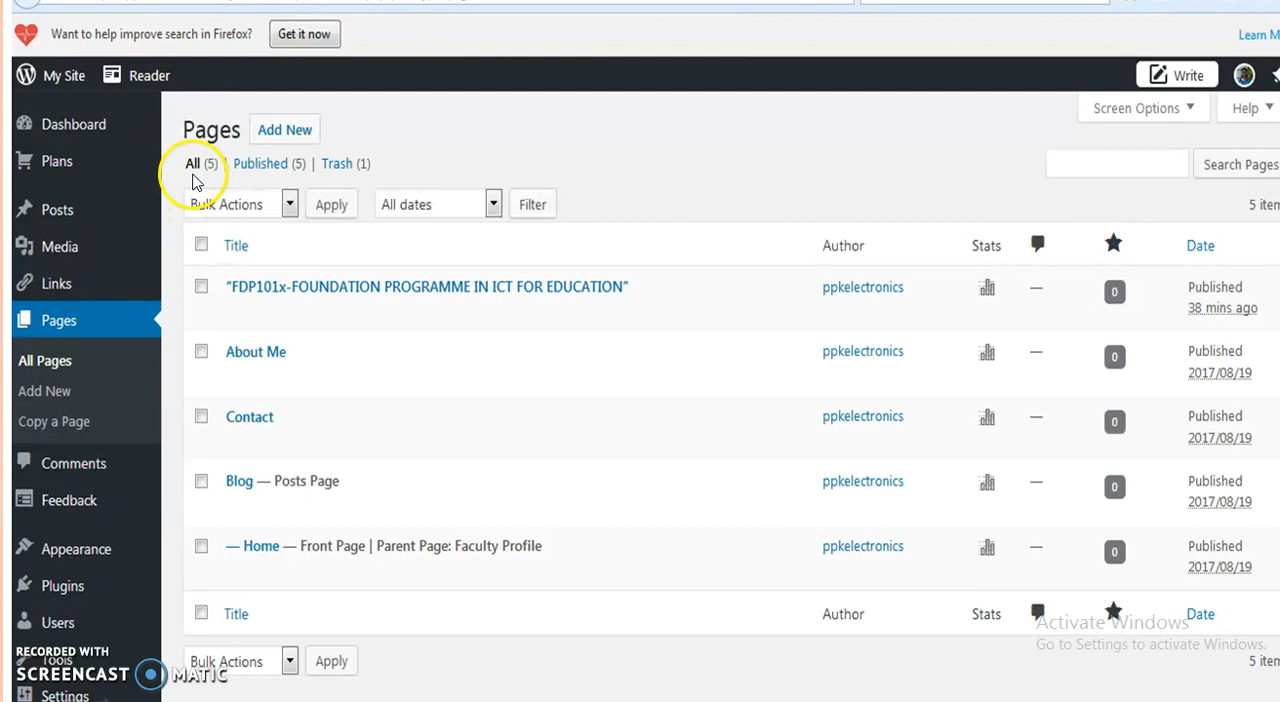 Want to help improve search in Firefox? Get it now Learn M
My Site Reader Write
Screen Options Help
Dashboard
Plans
Posts
Media
Links
Pages
All Pages
Add New
Copy a Page
Comments
Feedback
Appearance
Plugins
Users
Tools
Settings
Pages Add New
All (5) | Published (5) | Trash (1)
Search Pages
Bulk Actions Apply All dates Filter 5 item
Title Author Stats Date
“FDP101x-FOUNDATION PROGRAMME IN ICT FOR EDUCATION” ppkelectronics — 0 Published
38 mins ago
About Me ppkelectronics — 0 Published
2017/08/19
Contact ppkelectronics — 0 Published
2017/08/19
Blog — Posts Page ppkelectronics — 0 Published
2017/08/19
— Home — Front Page | Parent Page: Faculty Profile ppkelectronics — 0 Published
2017/08/19
Title Author Stats Date
Bulk Actions Apply 5 item
Activate Windows
Go to Settings to activate Windows.
RECORDED WITH
SCREENCAST MATIC